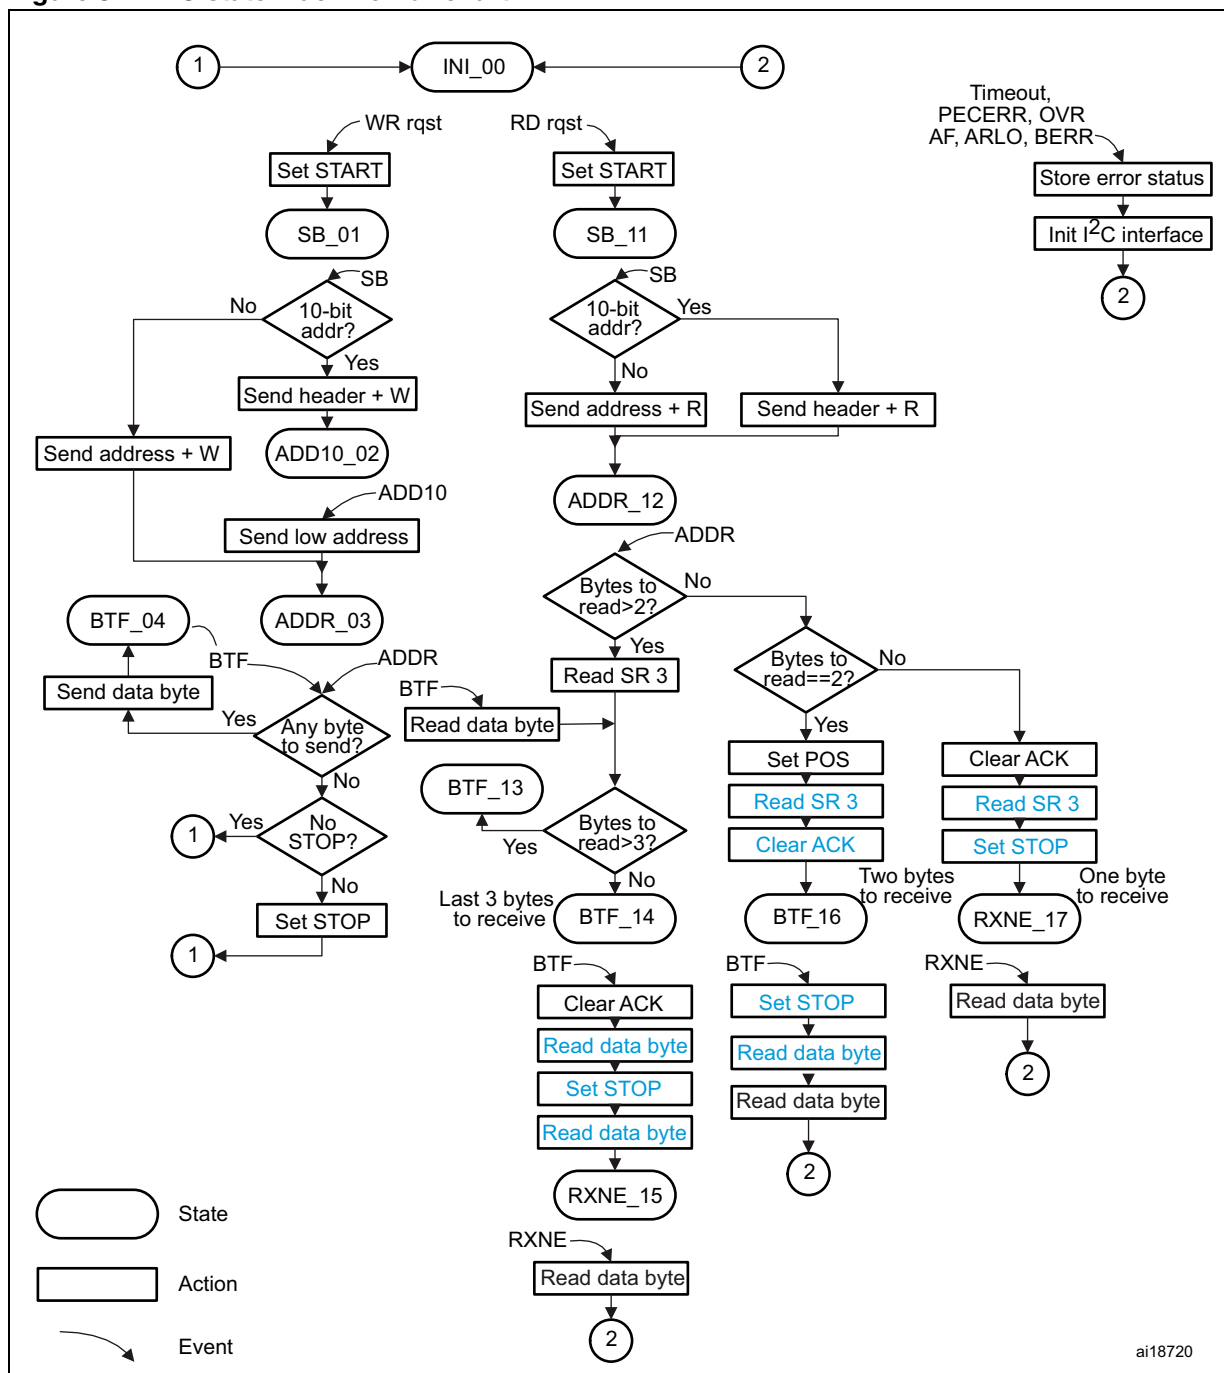 1
INI_00
2
WR rqst
RD rqst
Timeout,
PECERR, OVR
AF, ARLO, BERR
Set START
Set START
Store error status
SB_01
SB_11
Init I2C interface
SB
SB
2
No
10-bit
addr?
Yes
10-bit
addr?
Yes
No
Send header + W
Send address + R
Send header + R
Send address + W
ADD10_02
ADDR_12
ADD10
Send low address
ADDR
Bytes to
read>2?
No
BTF_04
ADDR_03
Yes
BTF
ADDR
Bytes to
read==2?
No
Send data byte
Read SR 3
BTF
Yes
Any byte
to send?
Read data byte
Yes
No
Set POS
Clear ACK
BTF_13
Read SR 3
Read SR 3
1
Yes
No
STOP?
Yes
Bytes to
read>3?
Clear ACK
Set STOP
No
No
Last 3 bytes
to receive
Two bytes
to receive
One byte
to receive
Set STOP
BTF_14
BTF_16
RXNE_17
1
BTF
BTF
RXNE
Clear ACK
Set STOP
Read data byte
Read data byte
Read data byte
2
Set STOP
Read data byte
Read data byte
2
RXNE_15
State
RXNE
Action
Read data byte
2
Event
ai18720